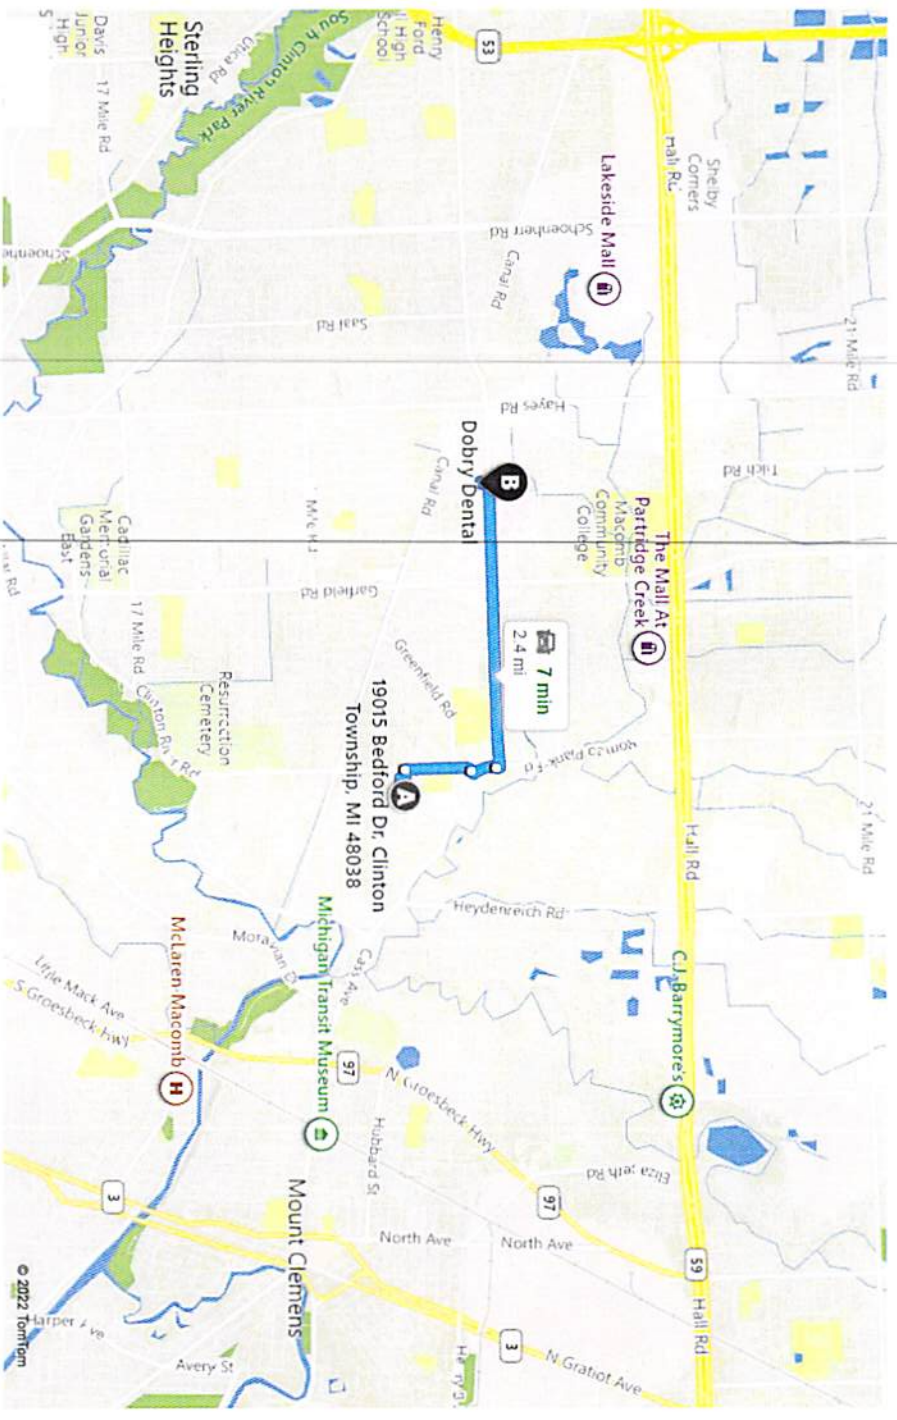 21 Mile Rd
21 Mile Rd
Shelby
Corners
Hall Rd
Hall Rd
59
Hall Rd
53
Lakeside Mall
The Mall At
Partridge Creek
C.J. Barrymore's
Henry
Ford
II High
School
Schoenherr Rd
Canal Rd
Hayes Rd
Macomb
Community
College
Romeo Plank Rd
Heydenreich Rd
Elizabeth Rd
B
Dobry Dental
7 min
2.4 mi
Canal Rd
Greenfield Rd
A
19015 Bedford Dr, Clinton
Township, MI 48038
Garfield Rd
Saal Rd
South Clinton River Park
Utica Rd
Sterling
Heights
Davis
Junior
High
S
17 Mile Rd
Cadillac
Memorial
Gardens
East
17 Mile Rd
Resurrection
Cemetery
Clinton River Rd
Moravian Dr
Cass Ave
Michigan Transit Museum
McLaren Macomb
H
97
N Groesbeck Hwy
97
Hubbard St
North Ave
North Ave
Mount Clemens
3
N Gratiot Ave
3
Little Mack Ave
S Groesbeck Hwy
Harper Ave
Avery St
© 2022 TomTom